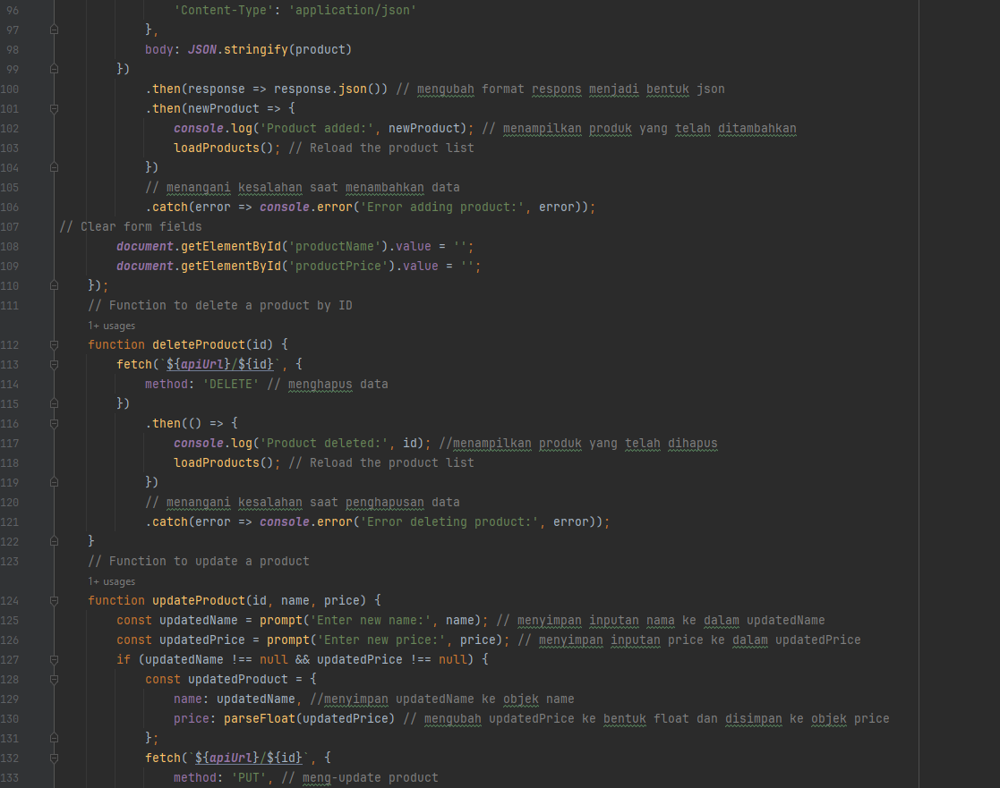 96 'Content-Type': 'application/json'
97 },
98 body: JSON.stringify(product)
99 })
100 .then(response => response.json()) // mengubah format respons menjadi bentuk json
101 .then(newProduct => {
102 console.log('Product added:', newProduct); // menampilkan produk yang telah ditambahkan
103 loadProducts(); // Reload the product list
104 })
105 // menangani kesalahan saat menambahkan data
106 .catch(error => console.error('Error adding product:', error));
107 // Clear form fields
108 document.getElementById('productName').value = '';
109 document.getElementById('productPrice').value = '';
110 });
111 // Function to delete a product by ID
1+ usages
112 function deleteProduct(id) {
113 fetch(`${apiUrl}/${id}`, {
114 method: 'DELETE' // menghapus data
115 })
116 .then(() => {
117 console.log('Product deleted:', id); //menampilkan produk yang telah dihapus
118 loadProducts(); // Reload the product list
119 })
120 // menangani kesalahan saat penghapusan data
121 .catch(error => console.error('Error deleting product:', error));
122 }
123 // Function to update a product
1+ usages
124 function updateProduct(id, name, price) {
125 const updatedName = prompt('Enter new name:', name); // menyimpan inputan nama ke dalam updatedName
126 const updatedPrice = prompt('Enter new price:', price); // menyimpan inputan price ke dalam updatedPrice
127 if (updatedName !== null && updatedPrice !== null) {
128 const updatedProduct = {
129 name: updatedName, //menyimpan updatedName ke objek name
130 price: parseFloat(updatedPrice) // mengubah updatedPrice ke bentuk float dan disimpan ke objek price
131 };
132 fetch(`${apiUrl}/${id}`, {
133 method: 'PUT', // meng-update product